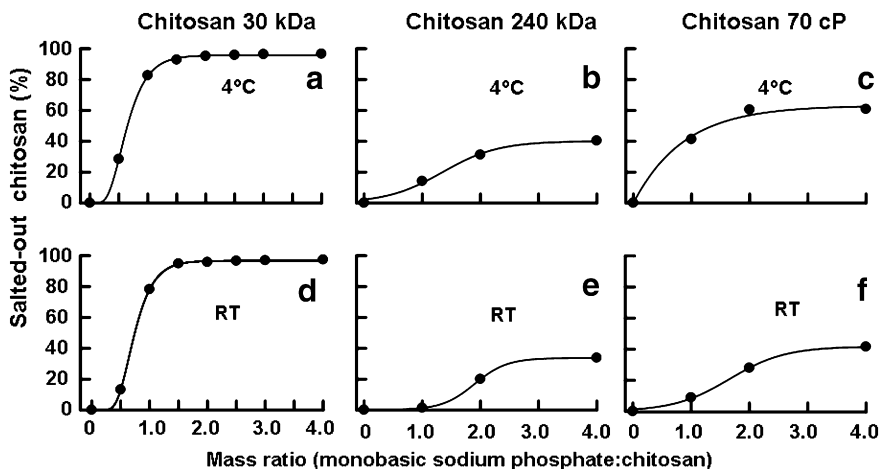 Chitosan 30 kDa Chitosan 240 kDa Chitosan 70 cP
Salted-out chitosan (%)
100
80
60
40
20
0
4ºC a
4ºC b
4ºC c
100
80
60
40
20
0
RT d
RT e
RT f
0 1.0 2.0 3.0 4.0 0 1.0 2.0 3.0 4.0 0 1.0 2.0 3.0 4.0
Mass ratio (monobasic sodium phosphate:chitosan)